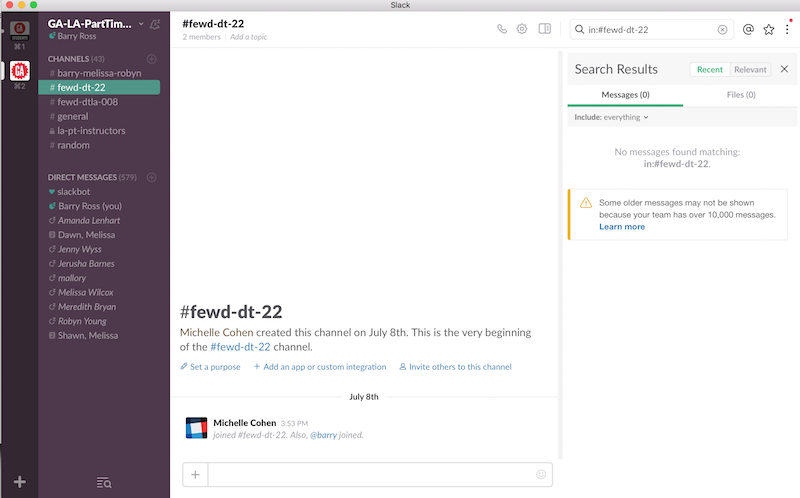 Slack
STUDENTS
⌘1
GA
⌘2
GA-LA-PartTim...
Barry Ross
CHANNELS (43)
# barry-melissa-robyn
# fewd-dt-22
# fewd-dtla-008
# general
la-pt-instructors
# random
DIRECT MESSAGES (579)
slackbot
Barry Ross (you)
Amanda Lenhart
Dawn, Melissa
Jenny Wyss
Jerusha Barnes
mallory
Melissa Wilcox
Meredith Bryan
Robyn Young
Shawn, Melissa
#fewd-dt-22
2 members | Add a topic
in:#fewd-dt-22
#fewd-dt-22
Michelle Cohen created this channel on July 8th. This is the very beginning
of the #fewd-dt-22 channel.
Set a purpose + Add an app or custom integration Invite others to this channel
July 8th
Michelle Cohen 3:53 PM
joined #fewd-dt-22. Also, @barry joined.
Search Results
Recent Relevant
Messages (0) Files (0)
Include: everything
No messages found matching:
in:#fewd-dt-22.
Some older messages may not be shown
because your team has over 10,000 messages.
Learn more